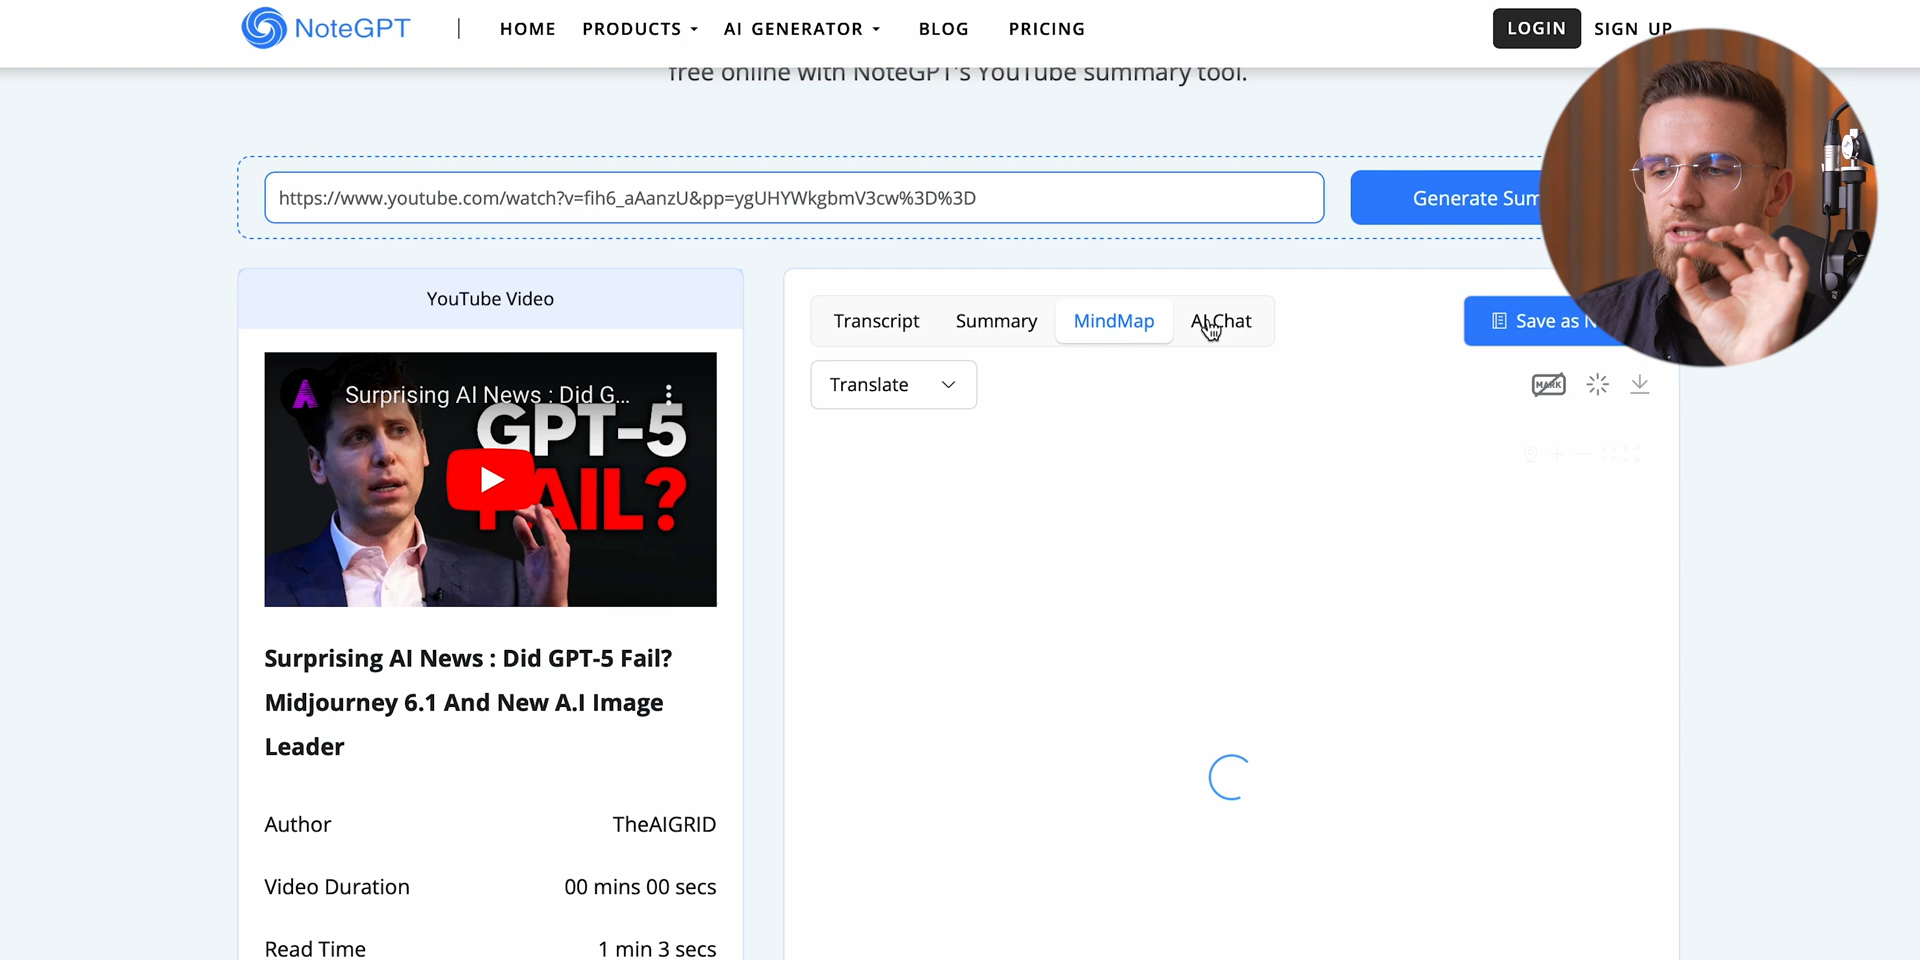 NoteGPT
HOME
PRODUCTS
AI GENERATOR
BLOG
PRICING
LOGIN
SIGN UP
free online with NoteGPT's YouTube summary tool.
https://www.youtube.com/watch?v=fih6_aAanzU&pp=ygUHYWkgbmV3cw%3D%3D
Generate Sum
YouTube Video
Transcript
Summary
MindMap
AI Chat
Save as N
Translate
MARK
Surprising AI News : Did G...
GPT-5
FAIL?
Surprising AI News : Did GPT-5 Fail?
Midjourney 6.1 And New A.I Image
Leader
Author
TheAIGRID
Video Duration
00 mins 00 secs
Read Time
1 min 3 secs